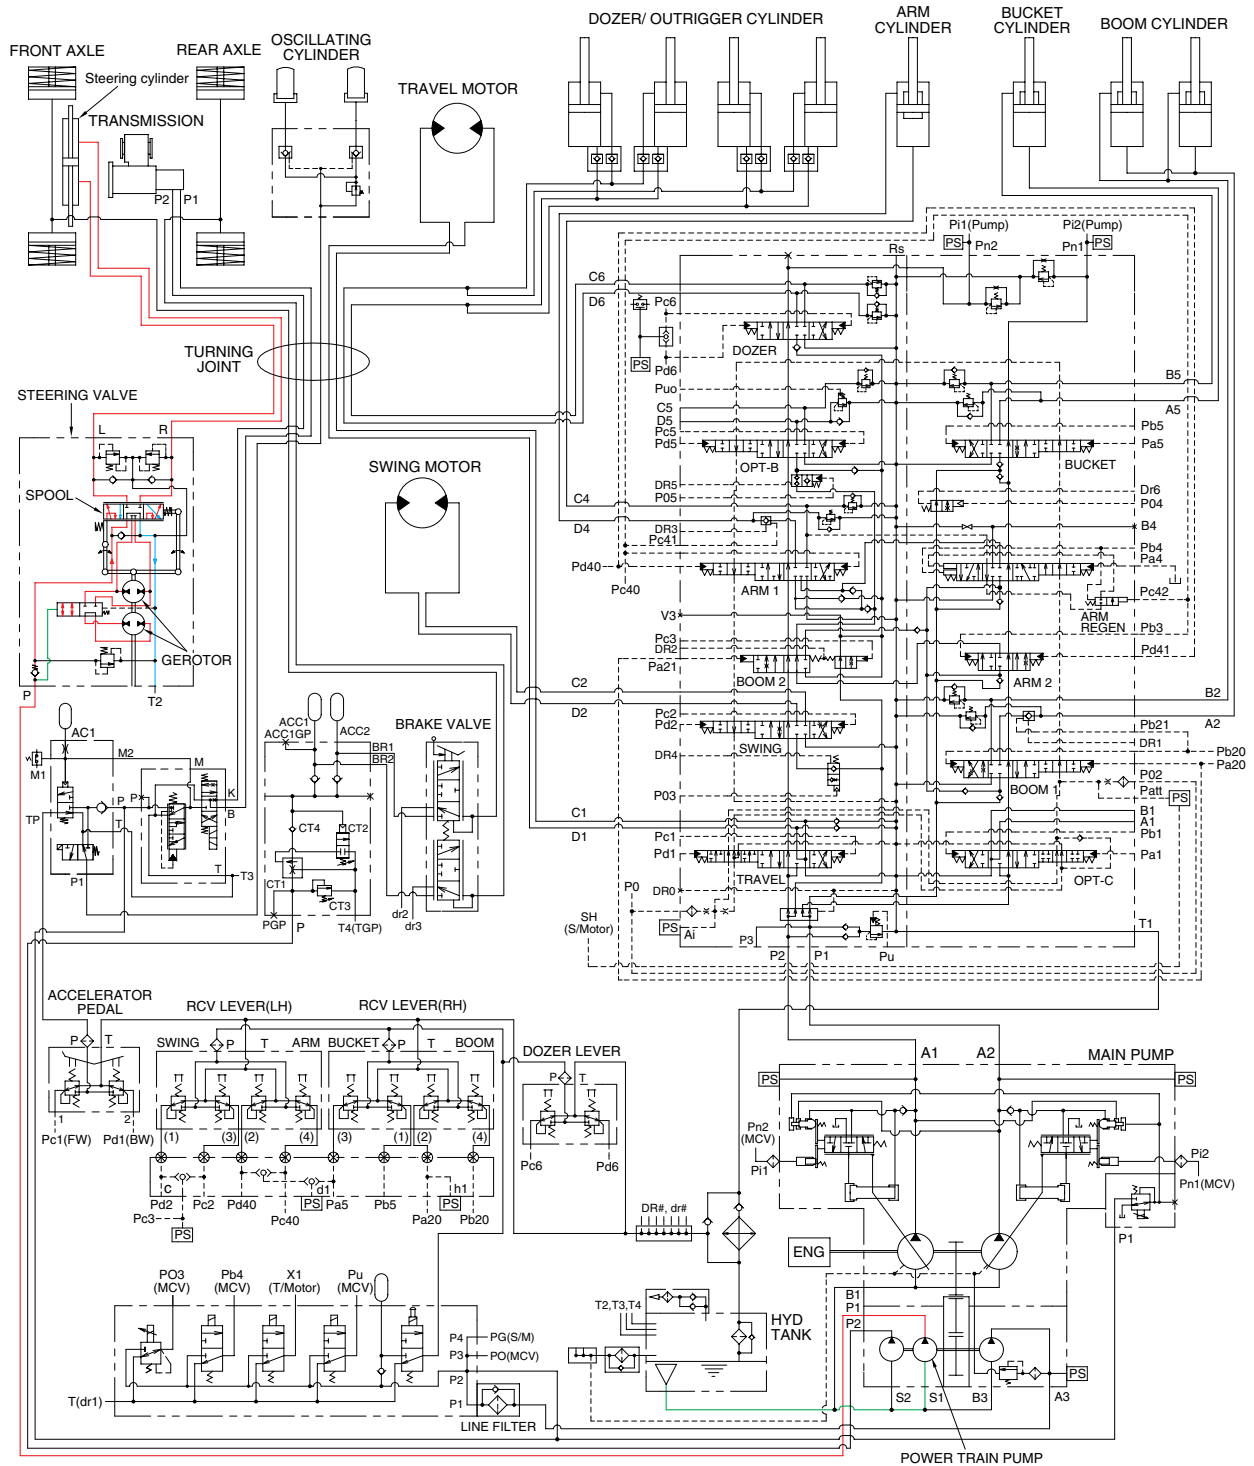 DOZER/ OUTRIGGER CYLINDER
ARM
CYLINDER
BUCKET
CYLINDER
BOOM CYLINDER
FRONT AXLE
REAR AXLE
OSCILLATING
CYLINDER
Steering cylinder
TRAVEL MOTOR
TRANSMISSION
P2
P1
Pi1(Pump)
Pi2(Pump)
PS
Pn2
Pn1
PS
Rs
C6
D6
Pc6
PS
Pd6
DOZER
TURNING
JOINT
STEERING VALVE
L
R
Puo
C5
D5
Pc5
Pd5
B5
A5
Pb5
Pa5
OPT-B
BUCKET
SWING MOTOR
SPOOL
DR5
P05
C4
D4
DR3
Pc41
Pd40
Pc40
ARM 1
Dr6
P04
B4
Pb4
Pa4
Pc42
ARM
REGEN
Pb3
Pd41
V3
Pc3
DR2
Pa21
BOOM 2
ARM 2
GEROTOR
P
T2
C2
D2
Pc2
Pd2
SWING
DR4
P03
B2
A2
Pb21
DR1
Pb20
Pa20
BOOM 1
P02
Patt
PS
AC1
M2
M1
M
P
K
B
TP
P
T
T
T3
P1
ACC1
ACC1GP
ACC2
BR1
BR2
BRAKE VALVE
CT4
CT2
CT1
CT3
PGP
P
T4(TGP)
dr2
dr3
C1
D1
Pc1
Pd1
TRAVEL
B1
A1
Pb1
Pa1
OPT-C
P0
DR0
SH
(S/Motor)
PS
Ai
P3
P2
P1
Pu
T1
ACCELERATOR
PEDAL
P
T
1
2
Pc1(FW)
Pd1(BW)
RCV LEVER(LH)
RCV LEVER(RH)
SWING
P
T
ARM
BUCKET
P
T
BOOM
(1)
(3)
(2)
(4)
(3)
(1)
(2)
(4)
DOZER LEVER
P
T
Pc6
Pd6
c
d1
h1
Pd2
Pc2
Pd40
PS
Pa5
Pb5
PS
Pc3
Pc40
Pa20
Pb20
PS
A1
A2
MAIN PUMP
PS
PS
Pn2
(MCV)
Pi1
Pi2
Pn1(MCV)
P1
DR#, dr#
ENG
B1
P1
P2
PO3
(MCV)
Pb4
(MCV)
X1
(T/Motor)
Pu
(MCV)
P4
PG(S/M)
P3
PO(MCV)
P2
P1
T(dr1)
LINE FILTER
T2,T3,T4
HYD
TANK
PS
S2
S1
B3
A3
POWER TRAIN PUMP